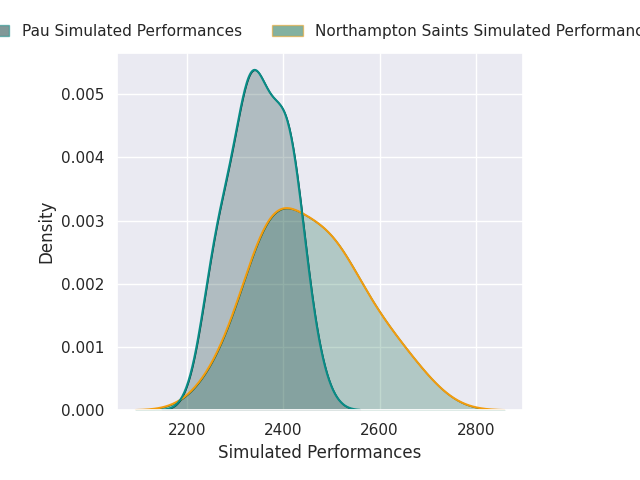 Pau Simulated Performances
Northampton Saints Simulated
0.005
0.004
0.003
0.002
0.001
0.000
Density
2200
2400
2600
2800
Simulated Performances